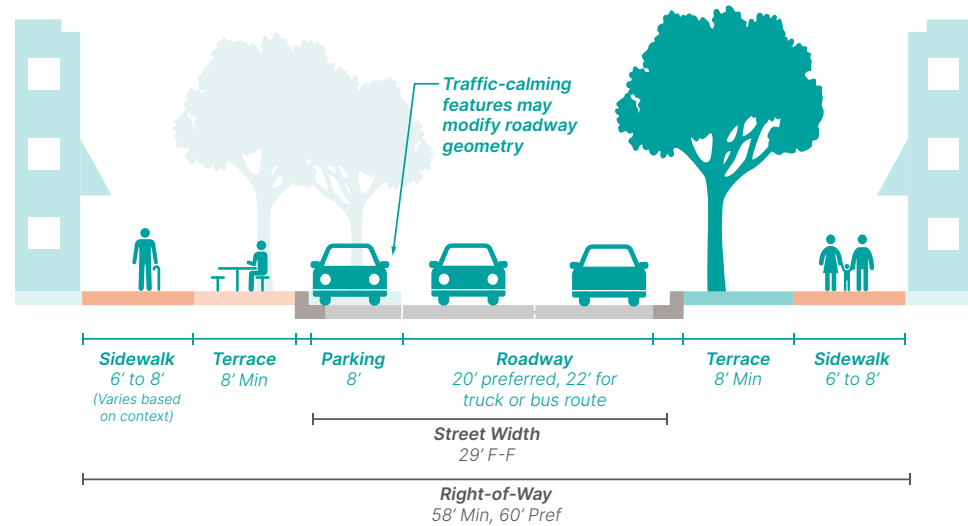 Traffic-calming
features may
modify roadway
geometry
Sidewalk
6’ to 8’
(Varies based
on context)
Terrace
8’ Min
Parking
8’
Roadway
20’ preferred, 22’ for
truck or bus route
Terrace
8’ Min
Sidewalk
6’ to 8’
Street Width
29’ F-F
Right-of-Way
58’ Min, 60’ Pref